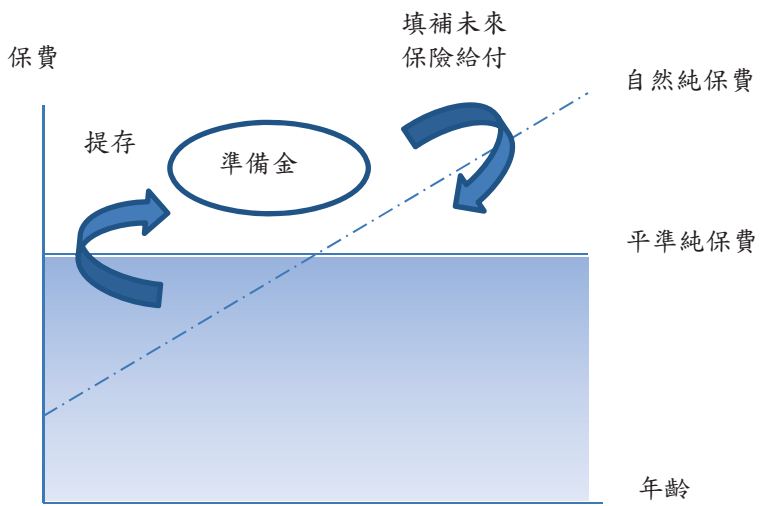 填補未來
保險給付
保費
自然純保費
提存
準備金
平準純保費
年齡